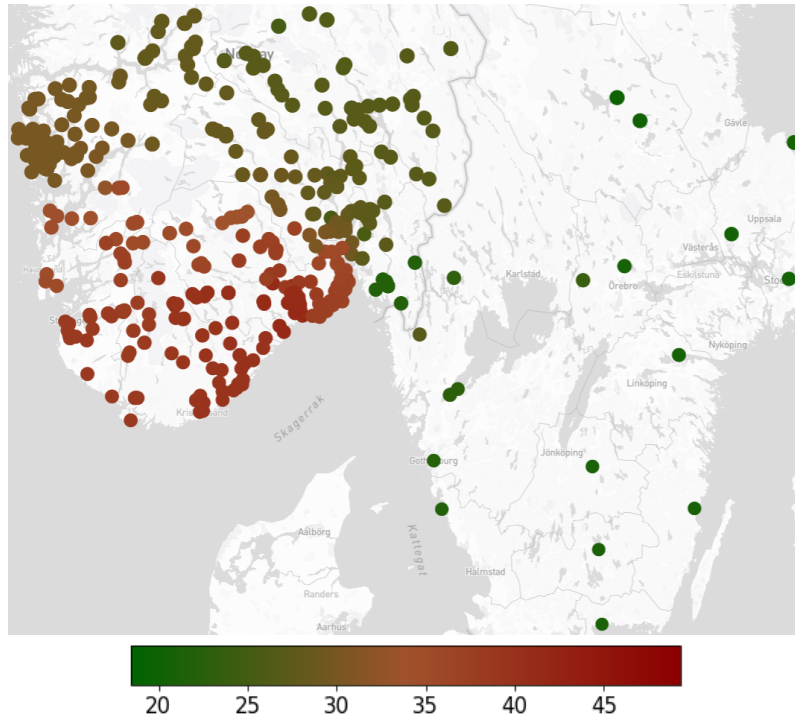 Norway
Gävle
Uppsala
Västerås
Karlstad
Eskilstuna
Örebro
Nyköping
Linköping
Skagerrak
Gothenburg
Jönköping
Kattegat
Aalborg
Halmstad
Randers
Aarhus
20 25 30 35 40 45